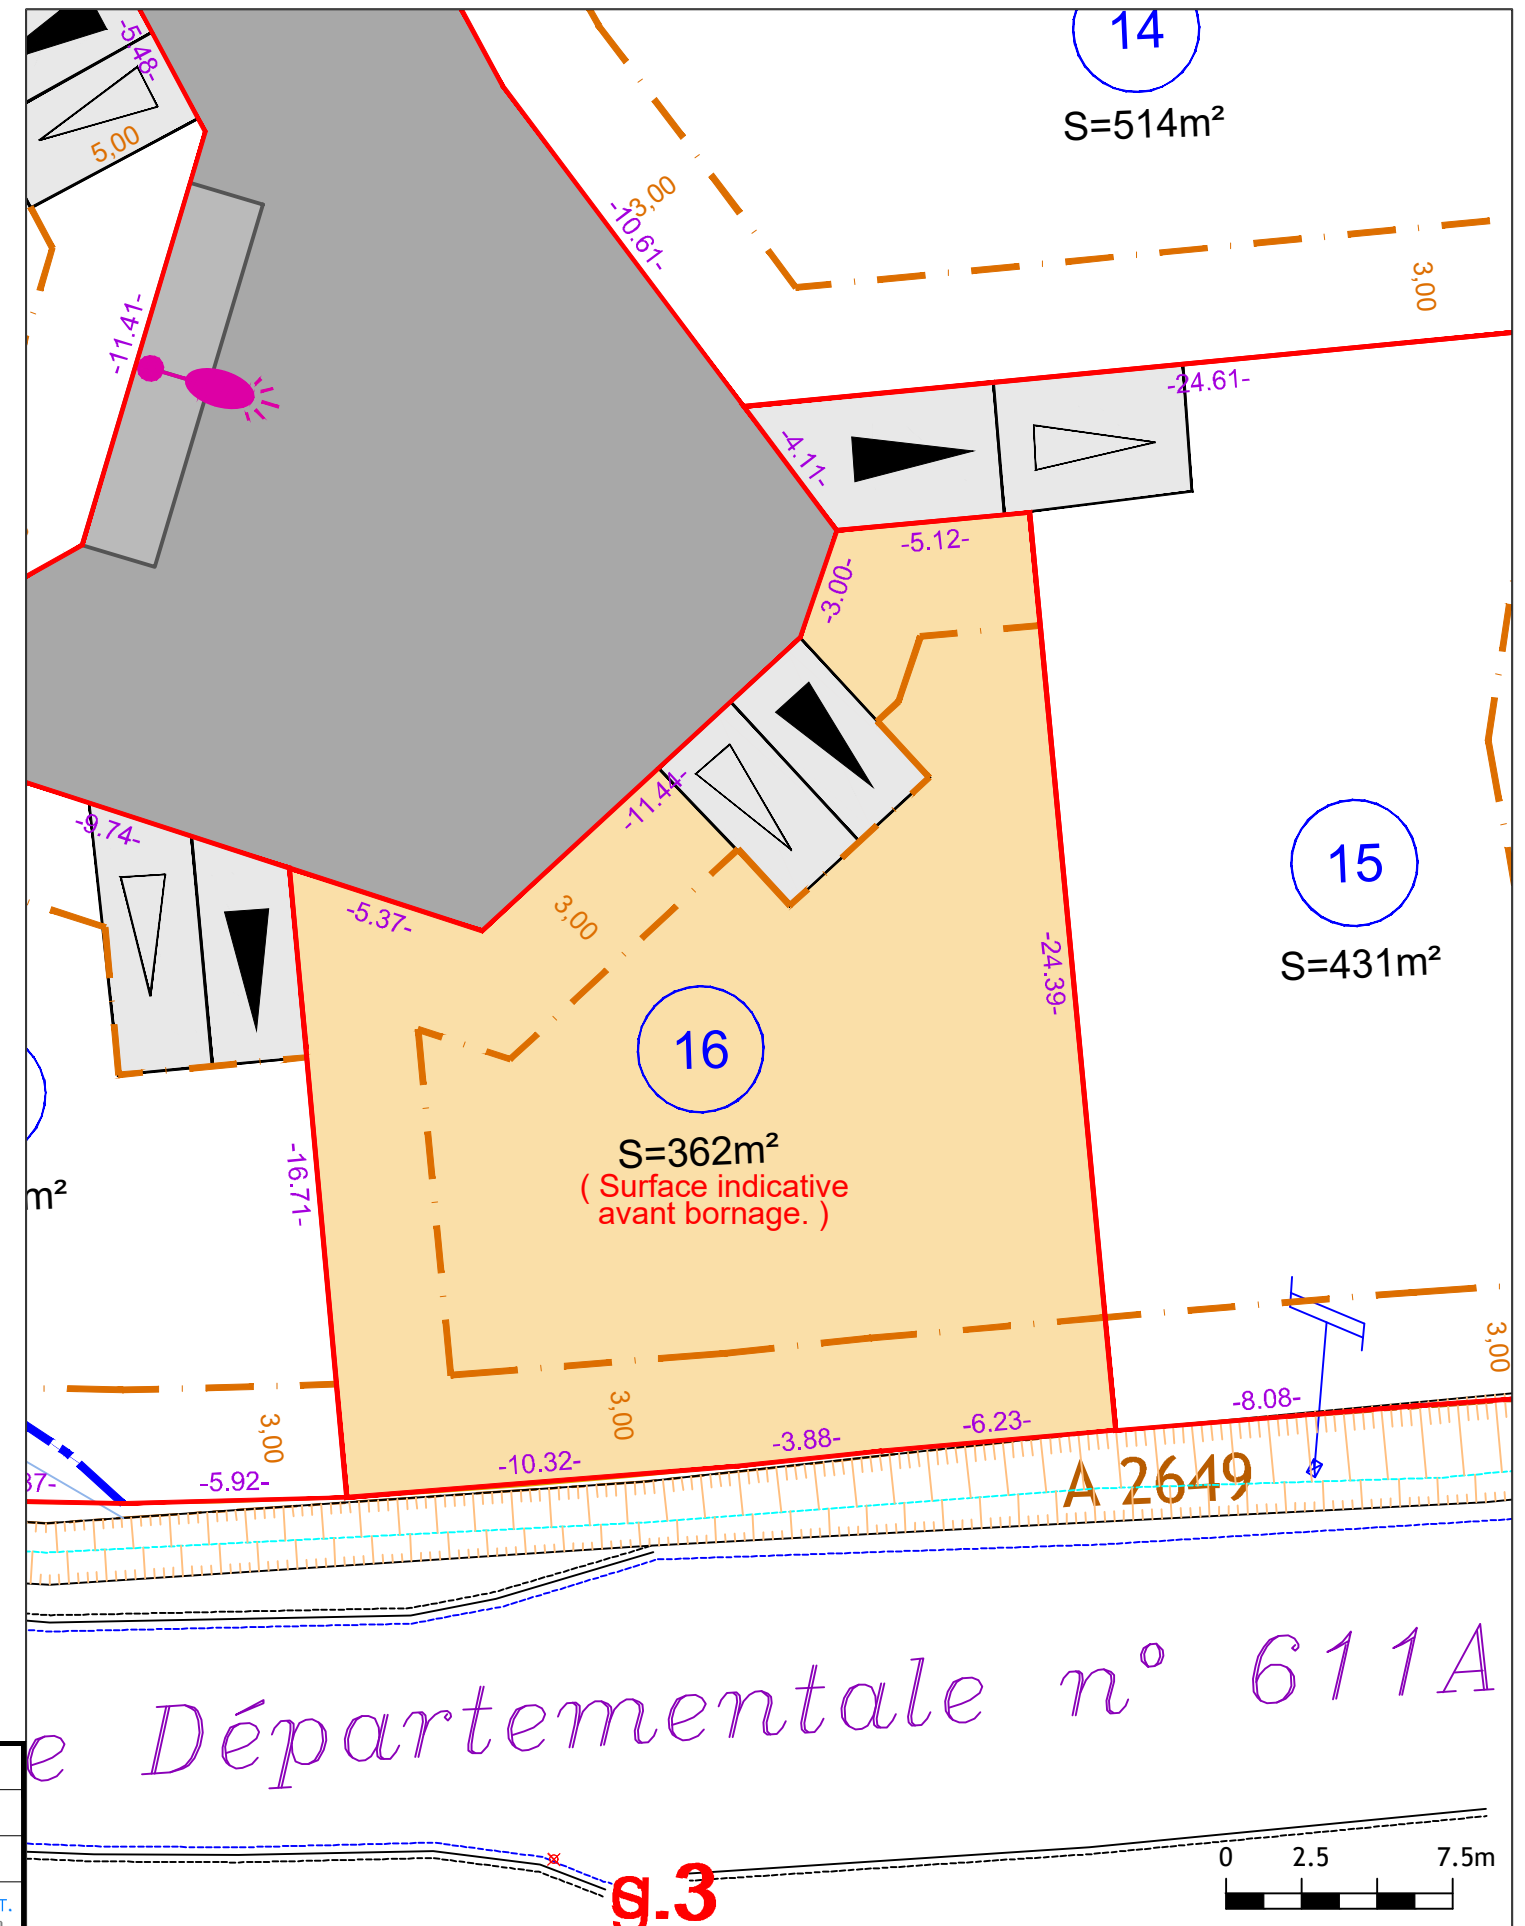 14
S=514m²
-5.48-
5,00
3,00
-10.61-
3,00
-11.41-
-24.61-
-4.11-
-5.12-
-3.00-
-11.44-
-9.74-
-5.37-
3,00
15
S=431m²
-24.39-
16
S=362m²
( Surface indicative
avant bornage. )
-16.71-
m²
3,00
3,00
3,00
-8.08-
-6.23-
-3.88-
-10.32-
-5.92-
37-
A 2649
e Départementale n° 611A
0 2.5 7.5m
g.3
T.